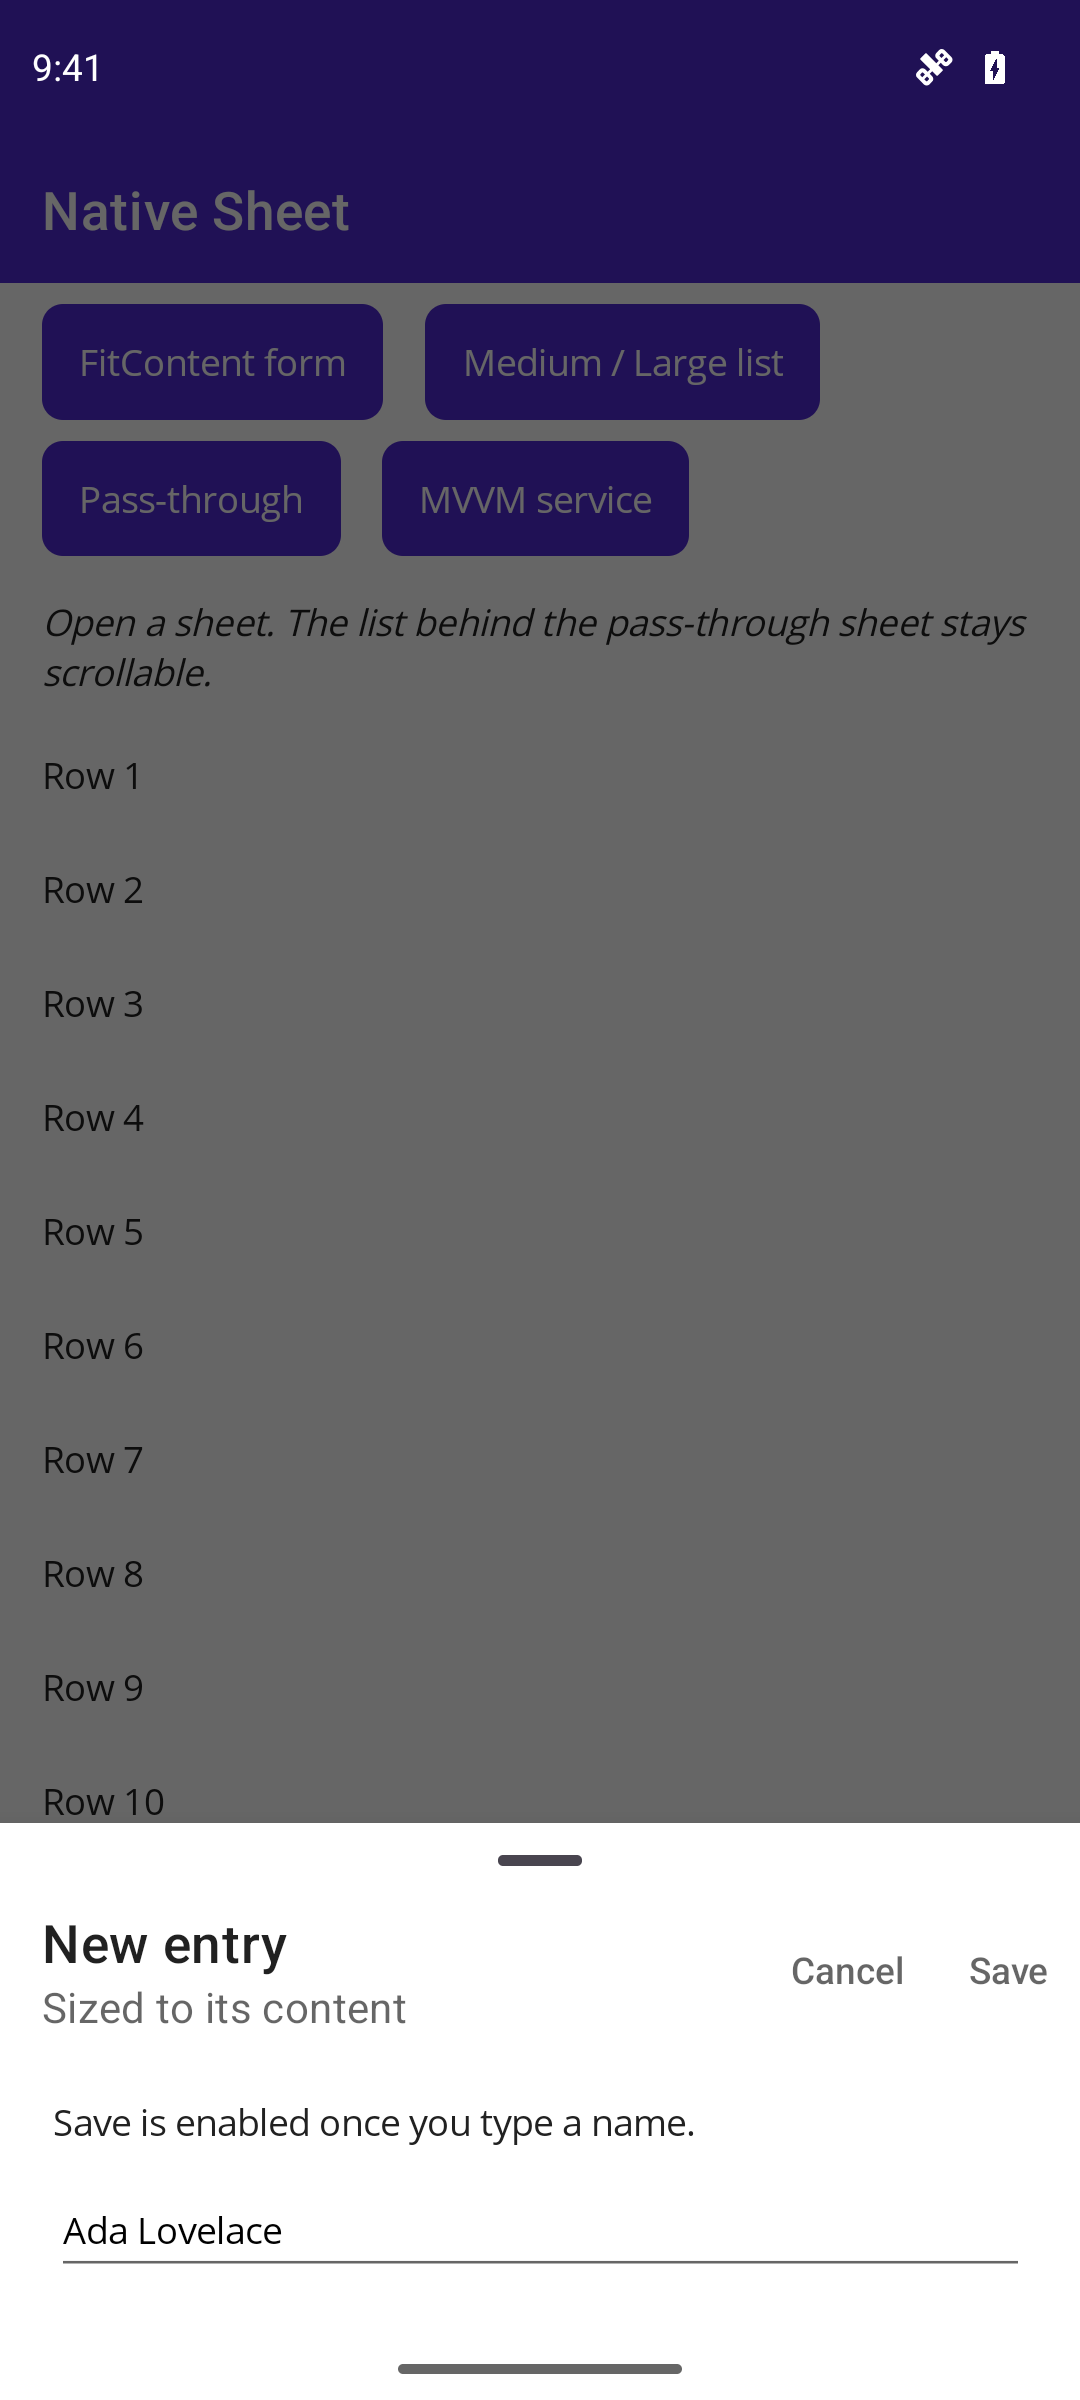 9:41
Native Sheet
FitContent form
Medium / Large list
Pass-through
MVVM service
Open a sheet. The list behind the pass-through sheet stays
scrollable.
Row 1
Row 2
Row 3
Row 4
Row 5
Row 6
Row 7
Row 8
Row 9
Row 10
New entry
Sized to its content
Cancel
Save
Save is enabled once you type a name.
Ada Lovelace